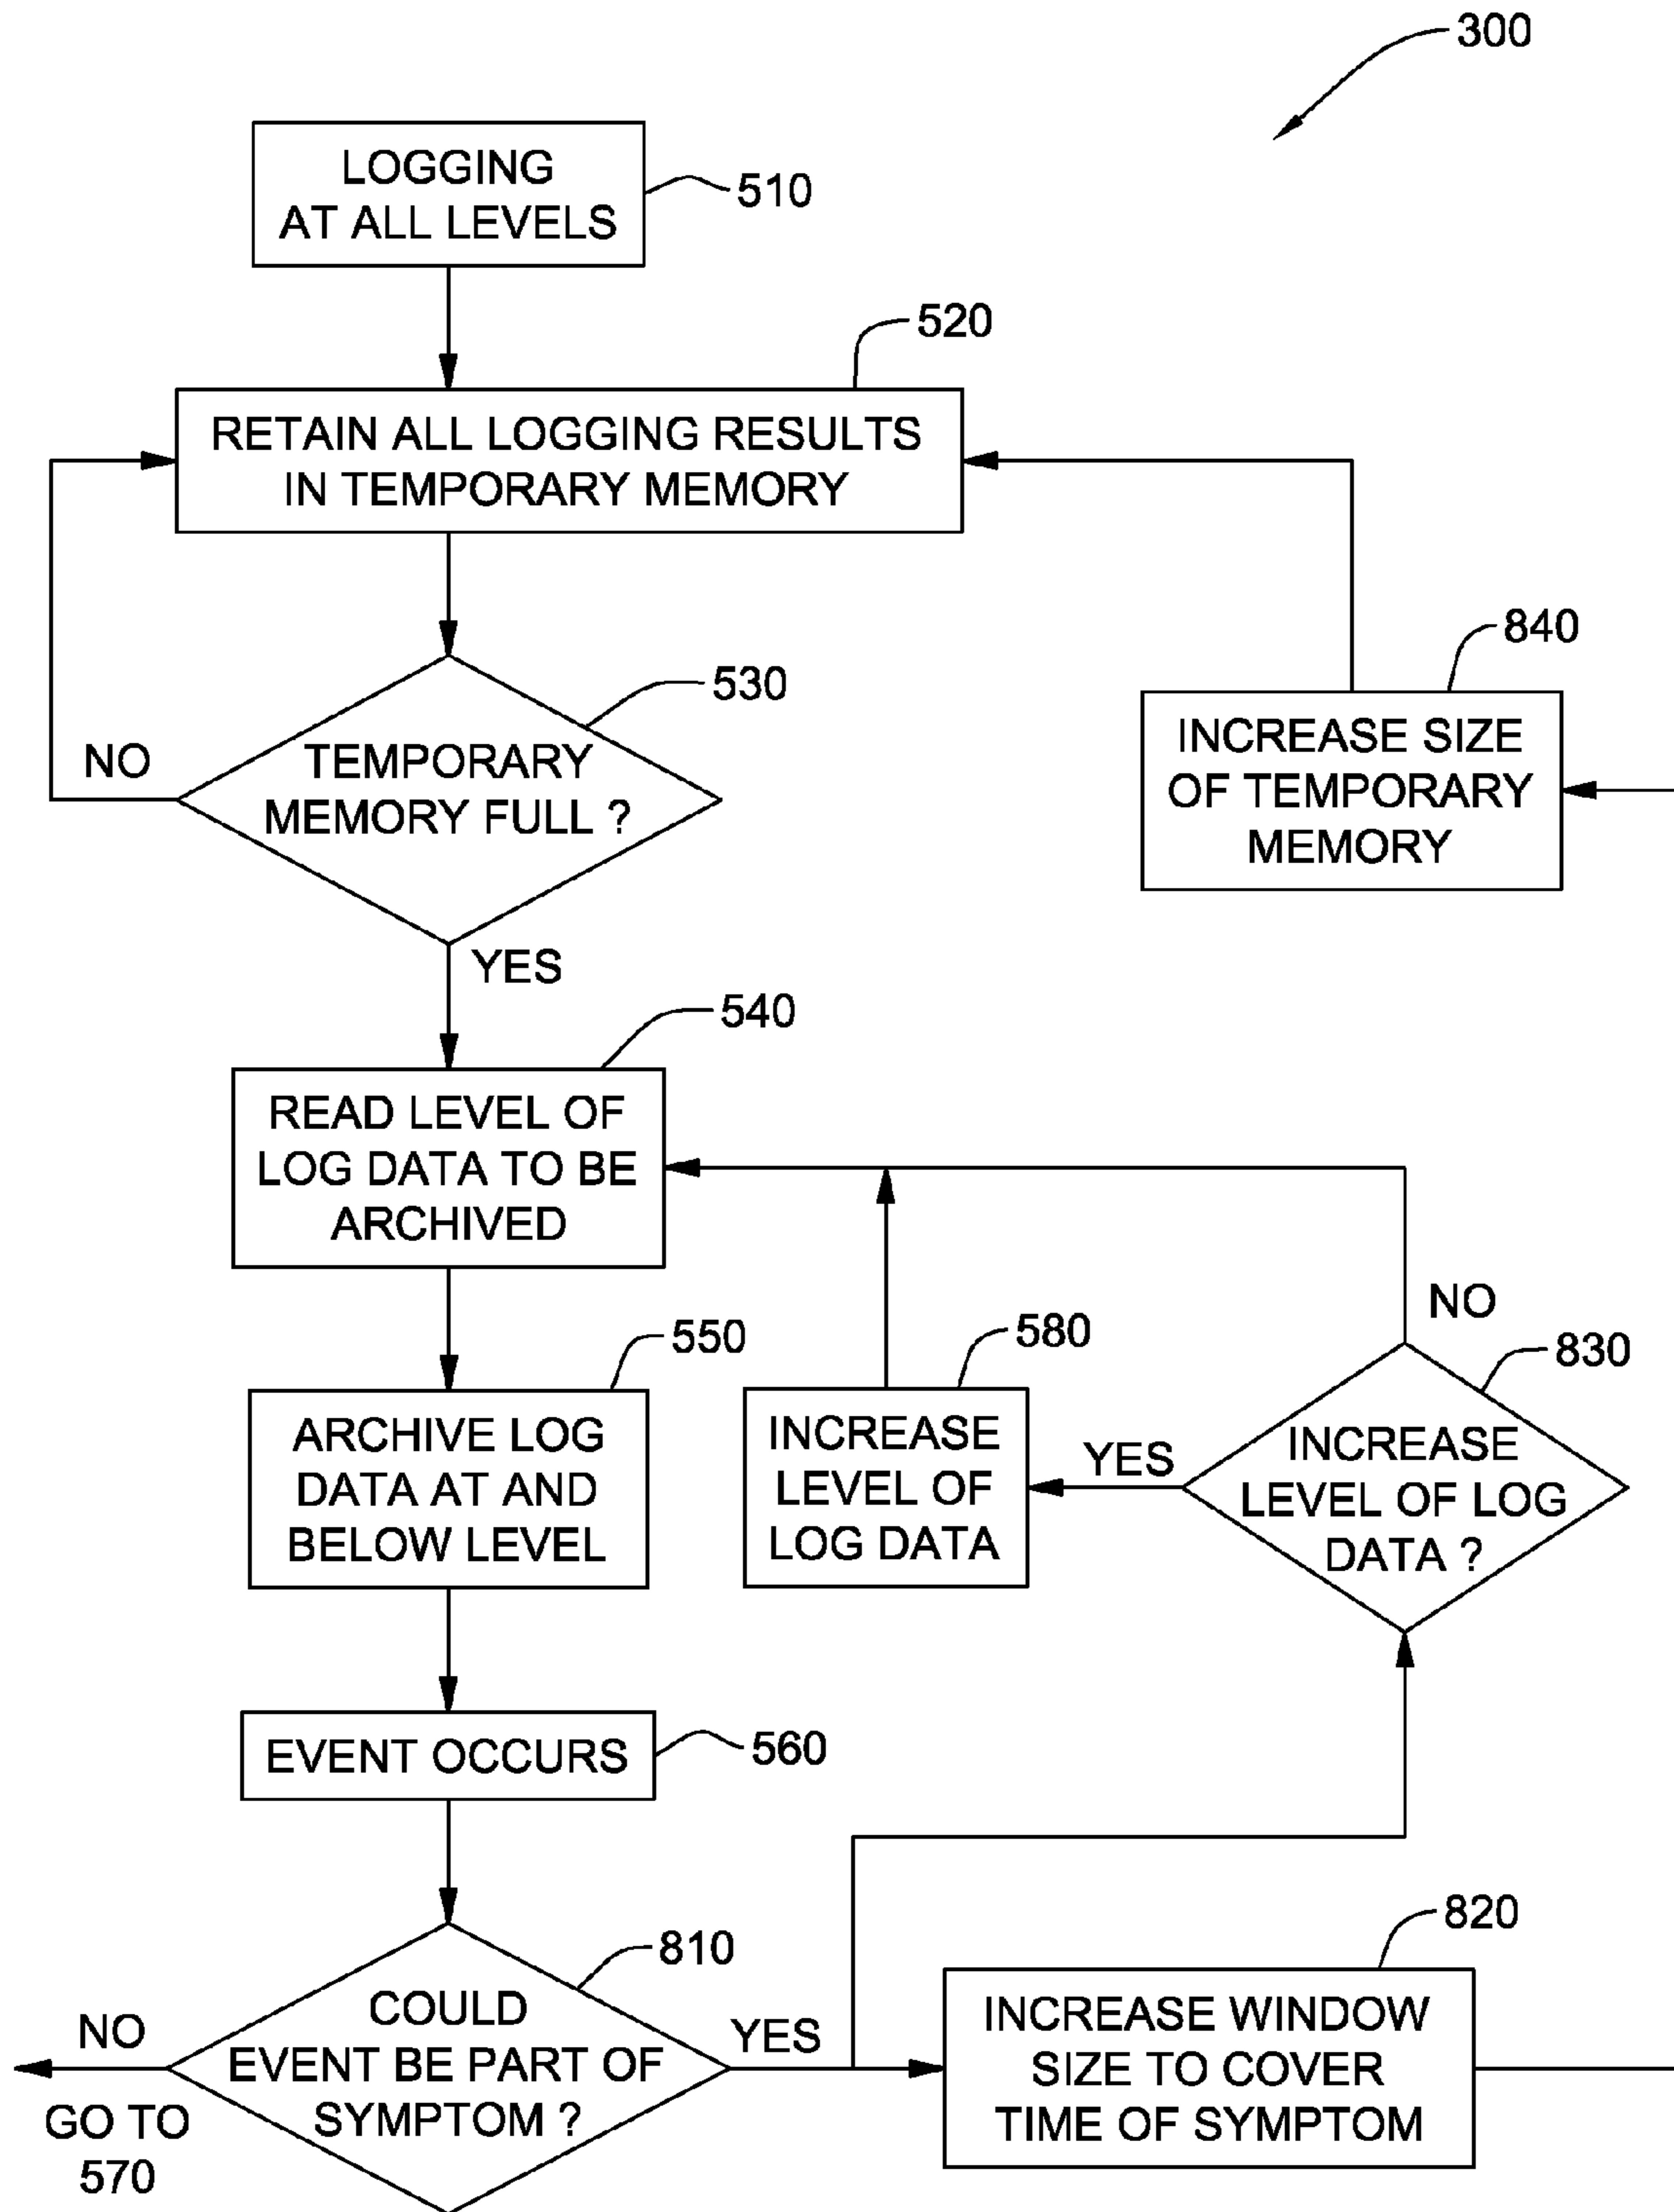 300
LOGGING
AT ALL LEVELS
510
520
RETAIN ALL LOGGING RESULTS
IN TEMPORARY MEMORY
530
TEMPORARY
MEMORY FULL ?
NO
YES
840
INCREASE SIZE
OF TEMPORARY
MEMORY
540
READ LEVEL OF
LOG DATA TO BE
ARCHIVED
550
ARCHIVE LOG
DATA AT AND
BELOW LEVEL
580
INCREASE
LEVEL OF
LOG DATA
YES
NO
830
INCREASE
LEVEL OF LOG
DATA ?
EVENT OCCURS
560
810
COULD
EVENT BE PART OF
SYMPTOM ?
NO
GO TO
570
YES
820
INCREASE WINDOW
SIZE TO COVER
TIME OF SYMPTOM